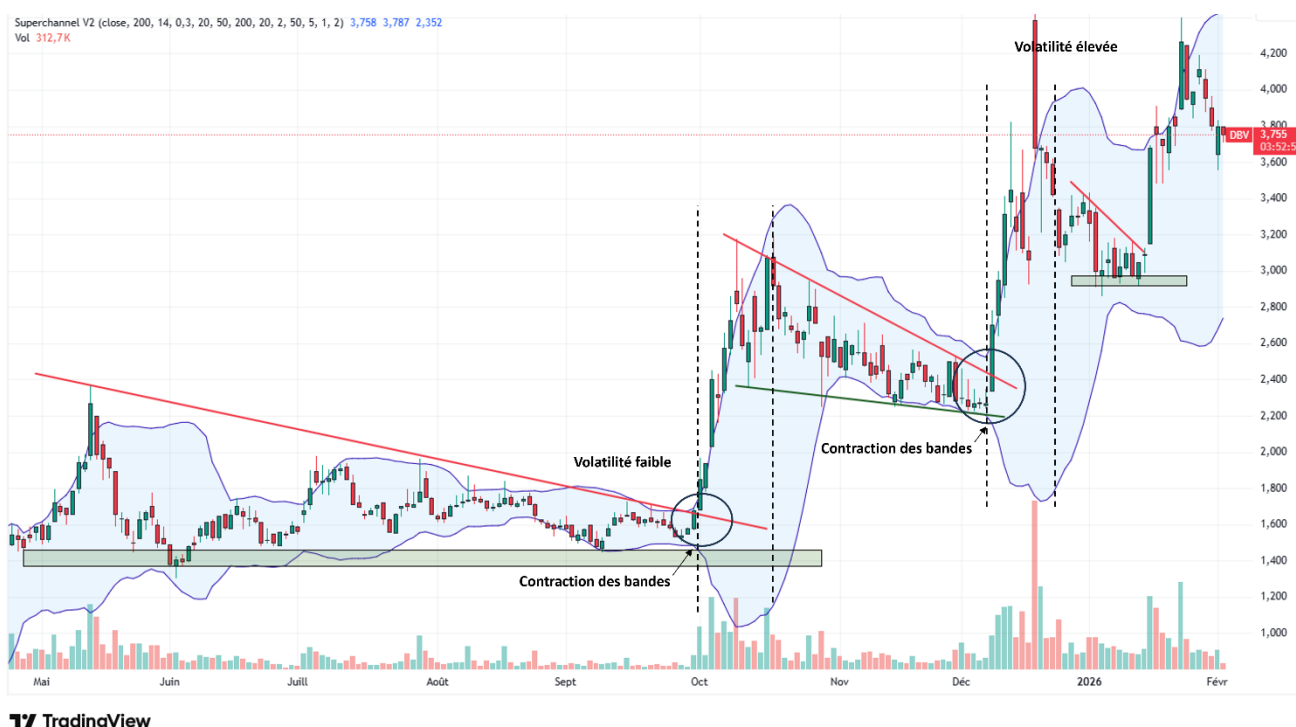 Superchannel V2 (close, 200, 14, 0,3, 20, 50, 200, 20, 2, 50, 5, 1, 2) 3,758 3,787 2,352
Vol 312,7K
Volatilité élevée
4,200
4,000
3,800
DBV 3,755
03:52:5
3,600
3,400
3,200
3,000
2,800
2,600
2,400
2,200
Contraction des bandes
2,000
Volatilité faible
1,800
1,600
1,400
Contraction des bandes
1,200
1,000
Mai Juin Juill Août Sept Oct Nov Déc 2026 Févr
TradingView